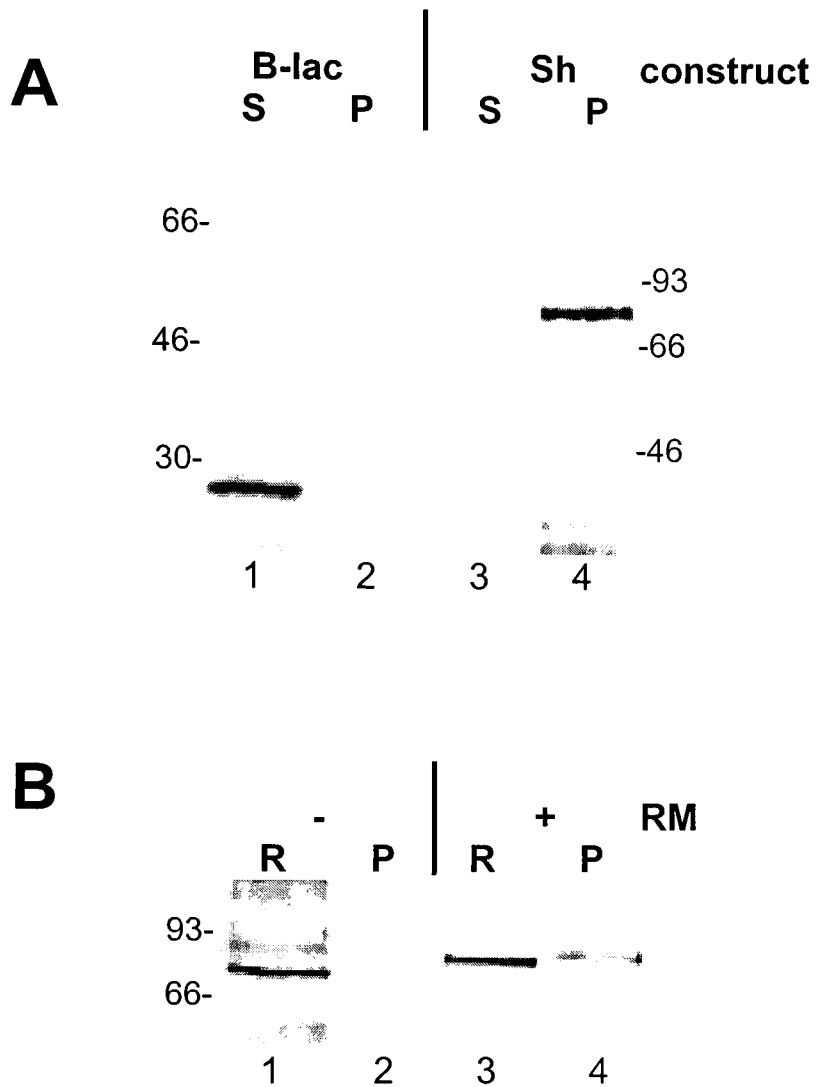 A
B-lac Sh construct
S P S P
66-
-93
46-
-66
30-
-46
1 2 3 4
B
- + RM
R P R P
93-
66-
1 2 3 4